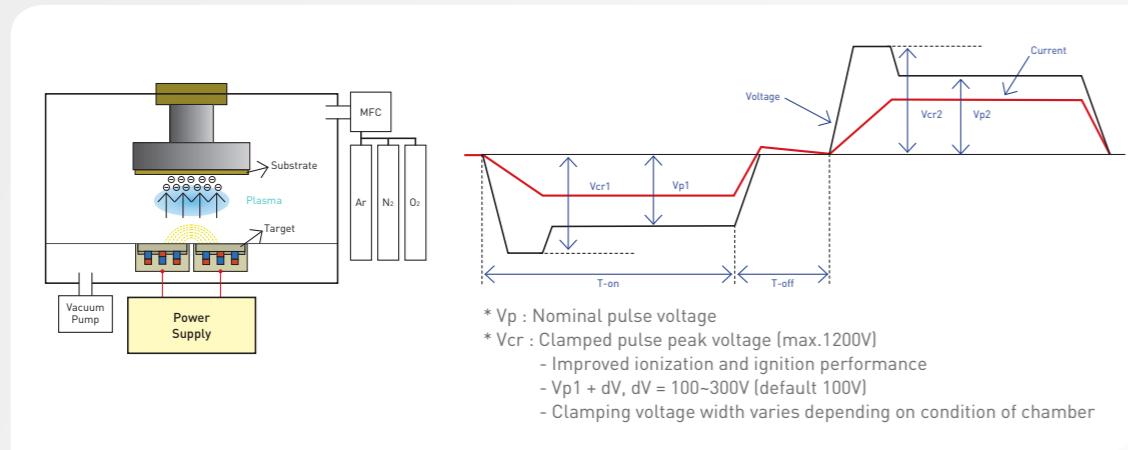 MFC
Substrate
Plasma
Target
Ar
N₂
O₂
Vacuum
Pump
Power
Supply
Voltage
Current
Vcr2
Vp2
Vcr1
Vp1
T-on
T-off
* Vp : Nominal pulse voltage
* Vcr : Clamped pulse peak voltage (max.1200V)
- Improved ionization and ignition performance
- Vp1 + dV, dV = 100~300V (default 100V)
- Clamping voltage width varies depending on condition of chamber